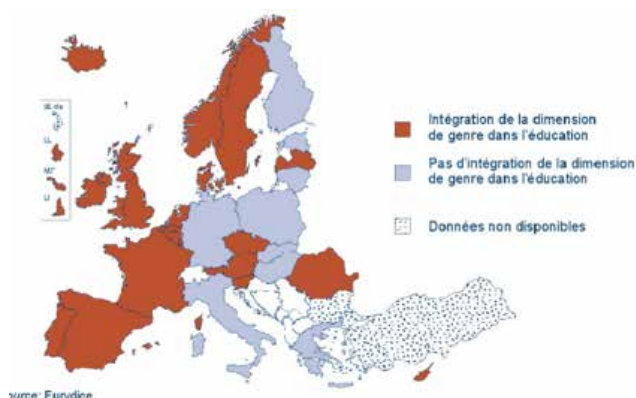 Intégration de la dimension
de genre dans l'éducation
Pas d'intégration de la dimension
de genre dans l'éducation
Données non disponibles
ource: Eurydice